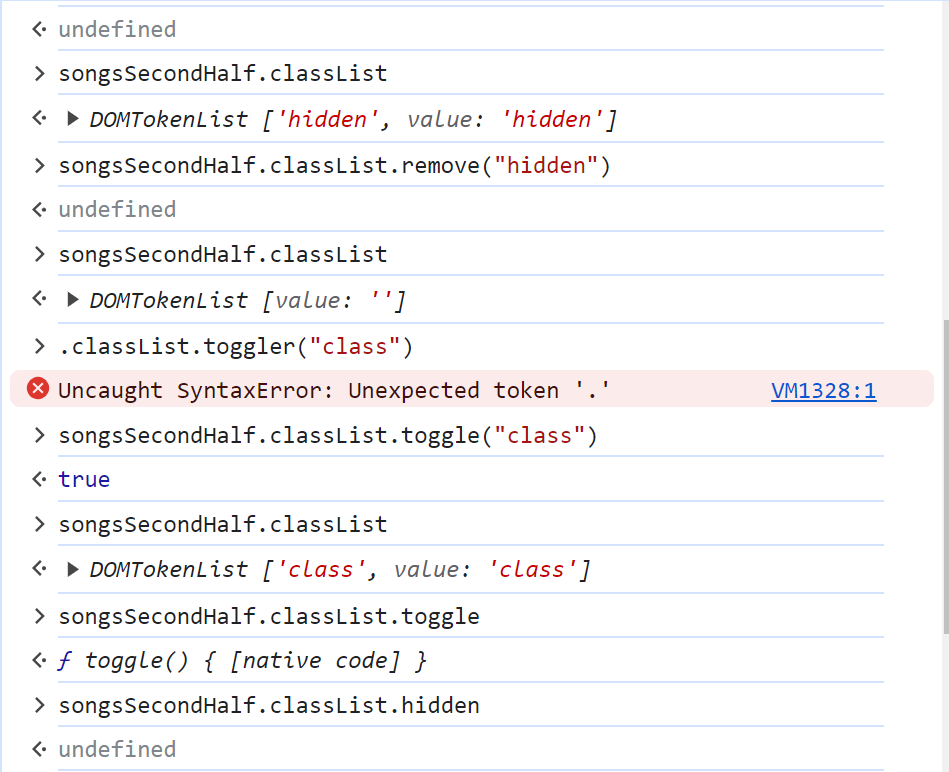 undefined
songsSecondHalf.classList
DOMTokenList ['hidden', value: 'hidden']
songsSecondHalf.classList.remove("hidden")
undefined
songsSecondHalf.classList
DOMTokenList [value: '']
.classList.toggler("class")
Uncaught SyntaxError: Unexpected token '.' VM1328:1
songsSecondHalf.classList.toggle("class")
true
songsSecondHalf.classList
DOMTokenList ['class', value: 'class']
songsSecondHalf.classList.toggle
ƒ toggle() { [native code] }
songsSecondHalf.classList.hidden
undefined